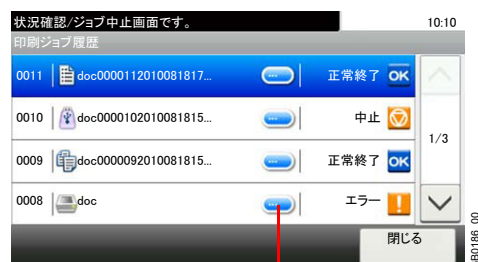 状況確認/ジョブ中止画面です。 10:10
印刷ジョブ履歴
0011 doc0000112010081817... 正常終了 OK
0010 doc0000102010081815... 中止
0009 doc0000092010081815... 正常終了 OK
0008 doc エラー
1/3
閉じる
B0186_00